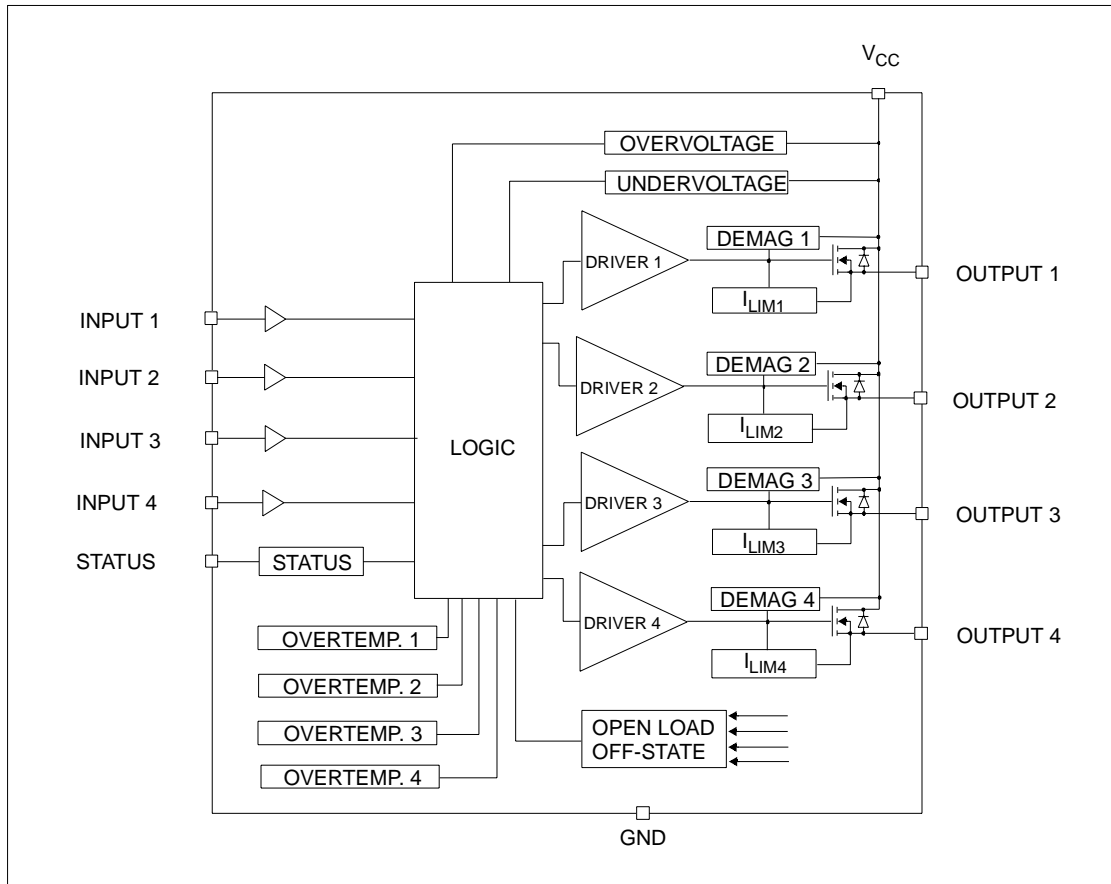 VCC
OVERVOLTAGE
UNDERVOLTAGE
DEMAG 1
DRIVER 1
ILIM1
OUTPUT 1
INPUT 1
INPUT 2
INPUT 3
INPUT 4
STATUS
STATUS
LOGIC
DEMAG 2
DRIVER 2
ILIM2
OUTPUT 2
DEMAG 3
DRIVER 3
ILIM3
OUTPUT 3
DEMAG 4
DRIVER 4
ILIM4
OUTPUT 4
OVERTEMP. 1
OVERTEMP. 2
OVERTEMP. 3
OVERTEMP. 4
OPEN LOAD
OFF-STATE
GND